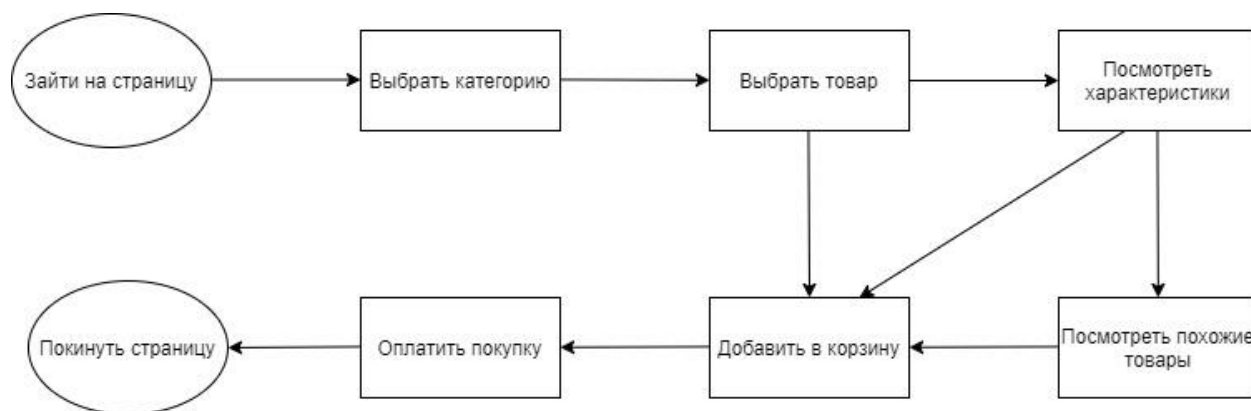 Зайти на страницу
Выбрать категорию
Выбрать товар
Посмотреть
характеристики
Покинуть страницу
Оплатить покупку
Добавить в корзину
Посмотреть похожие
товары